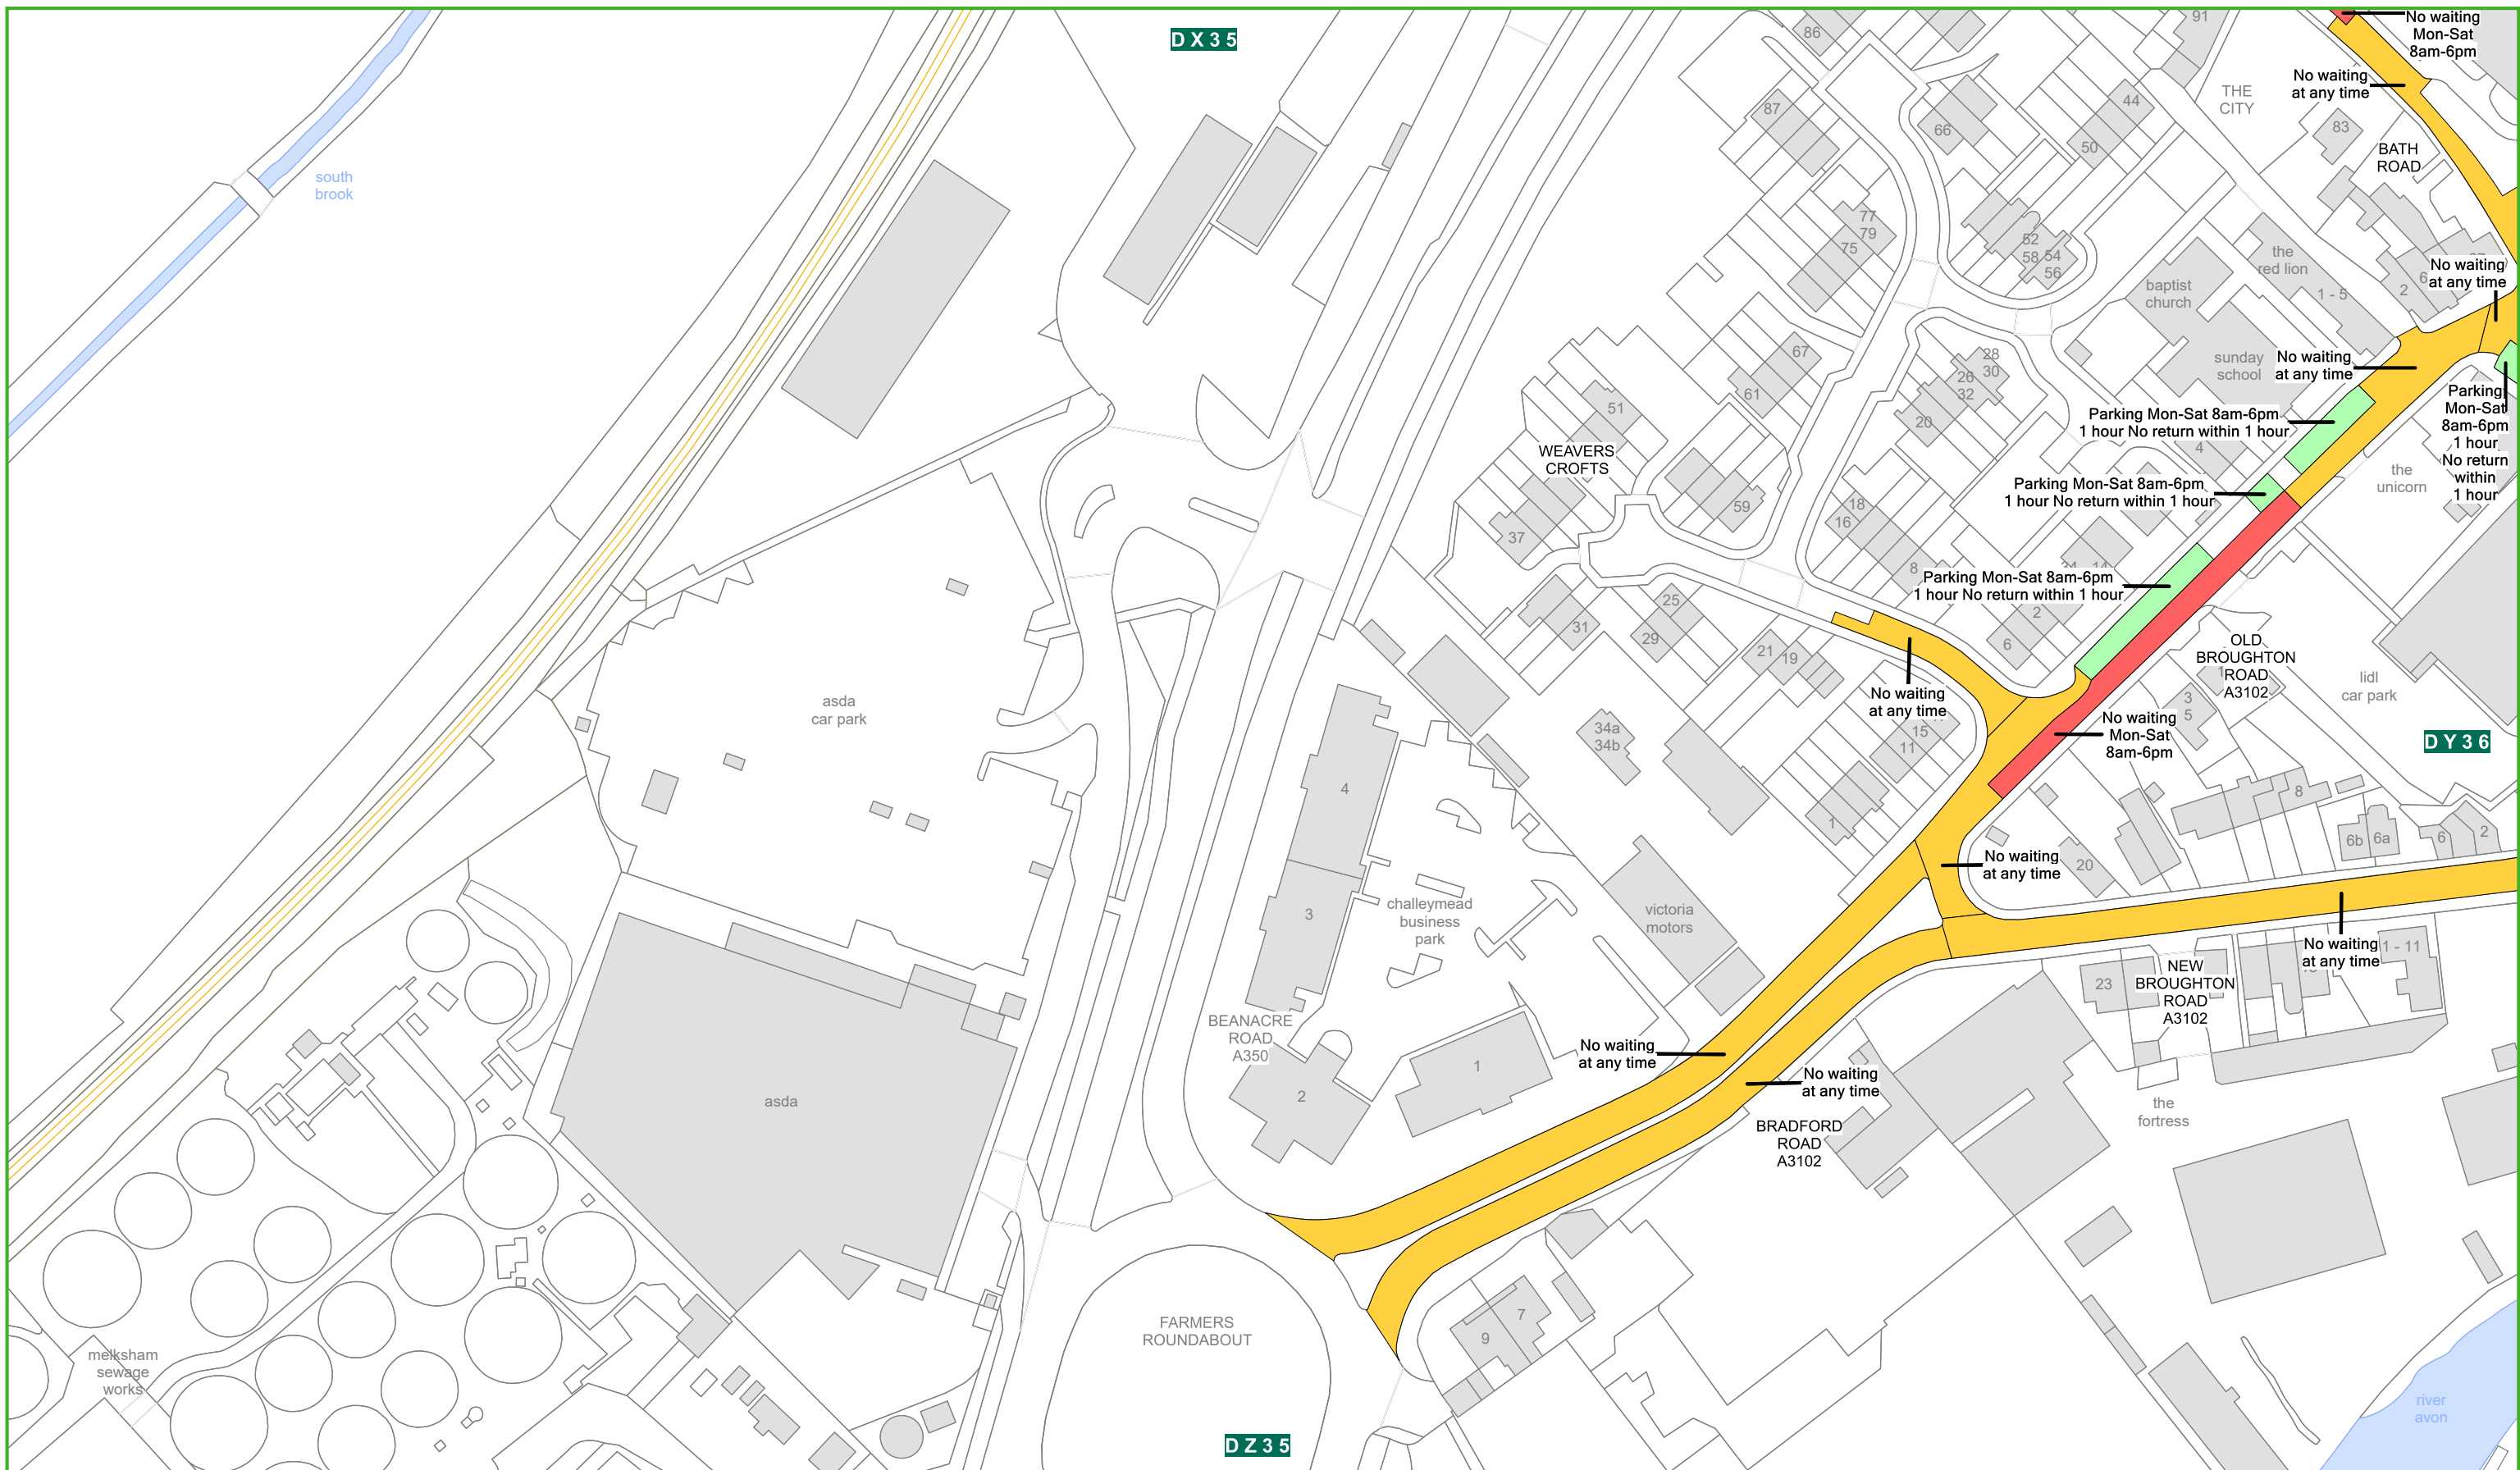 D X 3 5
south
brook
86
87
66
44
50
91
THE
CITY
83
BATH
ROAD
No waiting
Mon-Sat
8am-6pm
No waiting
at any time
77
79
75
52
58
54
56
baptist
church
the
red lion
1 - 5
2
No waiting
at any time
sunday
school
No waiting
at any time
67
61
51
28
30
26
32
20
WEAVERS
CROFTS
Parking Mon-Sat 8am-6pm
1 hour No return within 1 hour
4
Parking
Mon-Sat
8am-6pm
1 hour
No return
within
1 hour
the
unicorn
37
59
18
16
8
Parking Mon-Sat 8am-6pm
1 hour No return within 1 hour
Parking Mon-Sat 8am-6pm
1 hour No return within 1 hour
2
6
31
25
29
21
19
No waiting
at any time
OLD
BROUGHTON
ROAD
A3102
lidl
car park
3
5
No waiting
Mon-Sat
8am-6pm
D Y 3 6
asda
car park
34a
34b
15
11
1
4
3
challeymead
business
park
victoria
motors
No waiting
at any time
20
8
6b
6a
6
2
No waiting
at any time
1 - 11
23
NEW
BROUGHTON
ROAD
A3102
BEANACRE
ROAD
A350
2
1
No waiting
at any time
No waiting
at any time
BRADFORD
ROAD
A3102
the
fortress
asda
FARMERS
ROUNDABOUT
7
9
melksham
sewage
works
D Z 3 5
river
avon